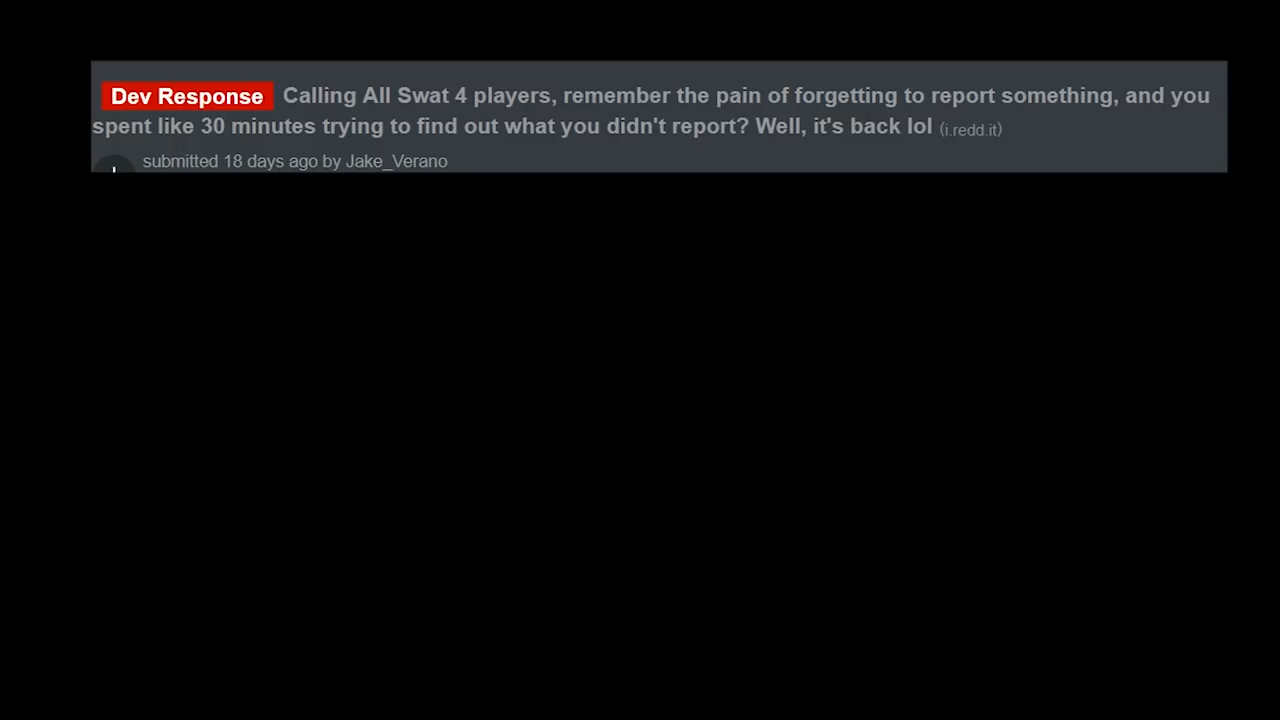 Dev Response Calling All Swat 4 players, remember the pain of forgetting to report something, and you
spent like 30 minutes trying to find out what you didn't report? Well, it's back lol (i.redd.it)
submitted 18 days ago by Jake_Verano